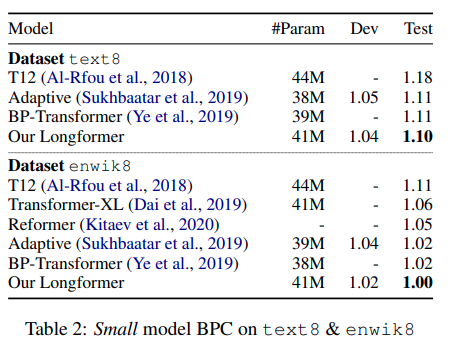 Model #Param Dev Test
Dataset text8
T12 (Al-Rfou et al., 2018) 44M - 1.18
Adaptive (Sukhbaatar et al., 2019) 38M 1.05 1.11
BP-Transformer (Ye et al., 2019) 39M - 1.11
Our Longformer 41M 1.04 1.10
Dataset enwik8
T12 (Al-Rfou et al., 2018) 44M - 1.11
Transformer-XL (Dai et al., 2019) 41M - 1.06
Reformer (Kitaev et al., 2020) - - 1.05
Adaptive (Sukhbaatar et al., 2019) 39M 1.04 1.02
BP-Transformer (Ye et al., 2019) 38M - 1.02
Our Longformer 41M 1.02 1.00
Table 2: Small model BPC on text8 & enwik8